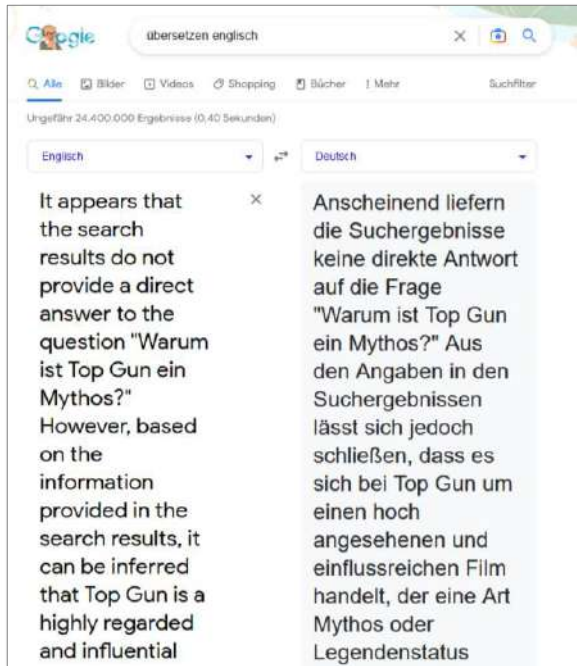 Google
übersetzen englisch
Alle Bilder Videos Shopping Bücher Mehr Suchfilter
Ungefähr 24.400.000 Ergebnisse (0,40 Sekunden)
Englisch
Deutsch
It appears that
the search
results do not
provide a direct
answer to the
question "Warum
ist Top Gun ein
Mythos?"
However, based
on the
information
provided in the
search results, it
can be inferred
that Top Gun is a
highly regarded
and influential
Anscheinend liefern
die Suchergebnisse
keine direkte Antwort
auf die Frage
"Warum ist Top Gun
ein Mythos?" Aus
den Angaben in den
Suchergebnissen
lässt sich jedoch
schließen, dass es
sich bei Top Gun um
einen hoch
angesehenen und
einflussreichen Film
handelt, der eine Art
Mythos oder
Legendenstatus